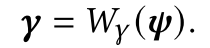 𝜸 = W_γ(𝝍).